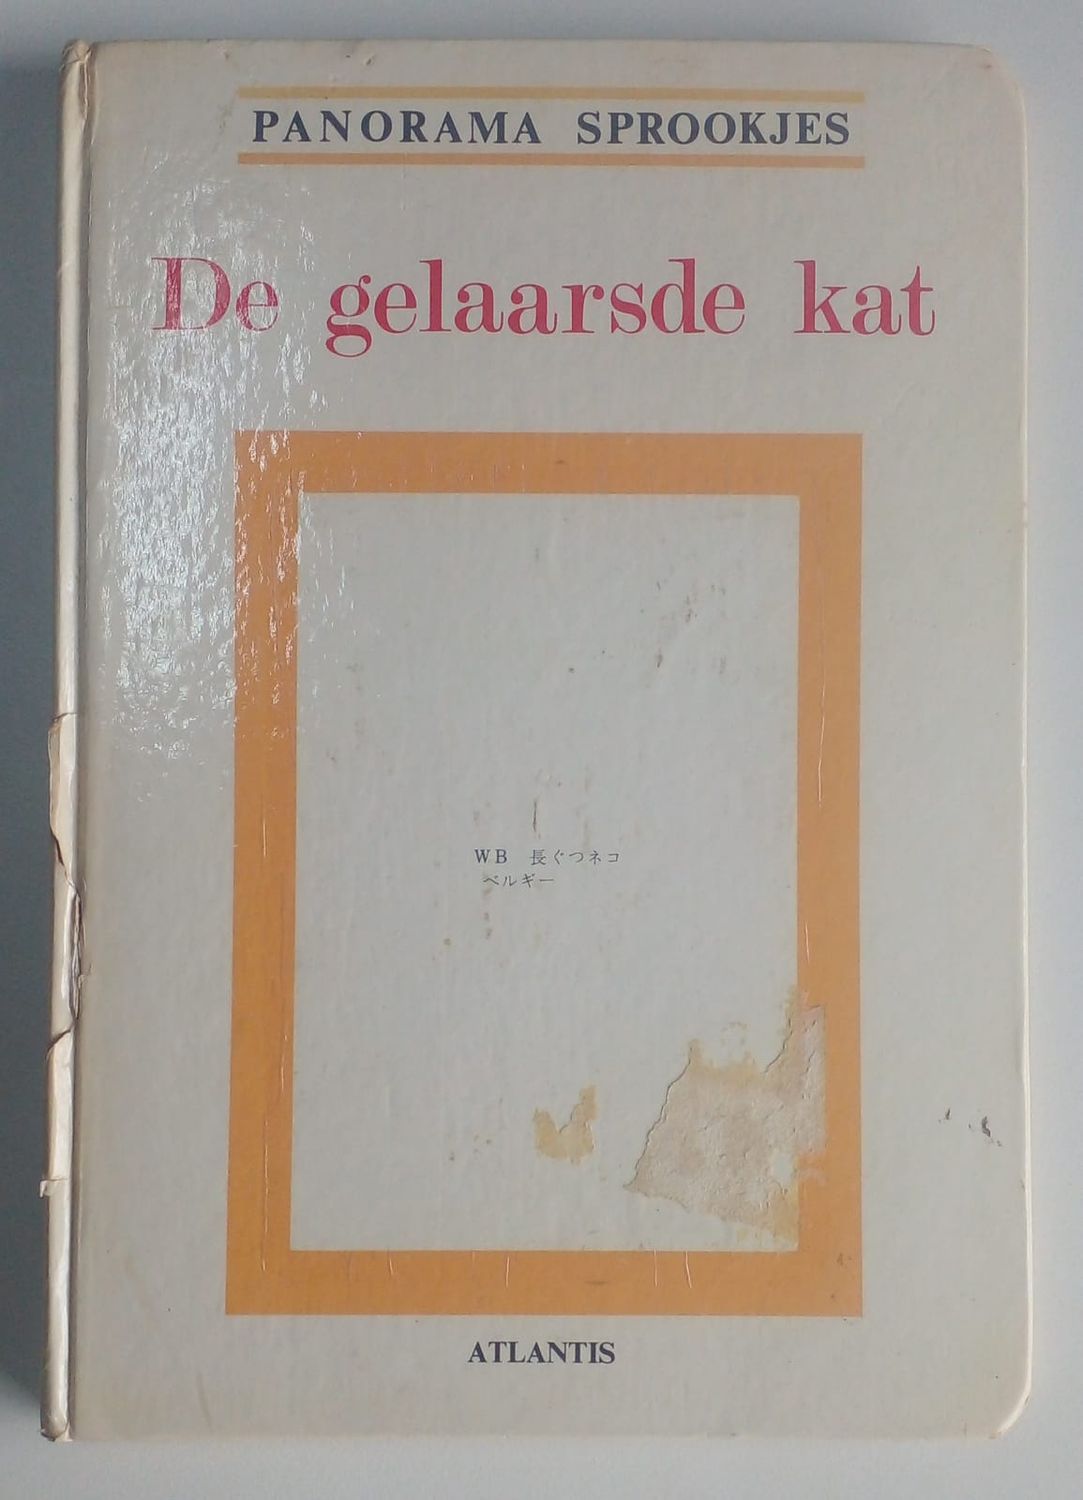 PANORAMA SPROOKJES
De gelaarsde kat
WB 長ぐつネコ
ベルギー
ATLANTIS